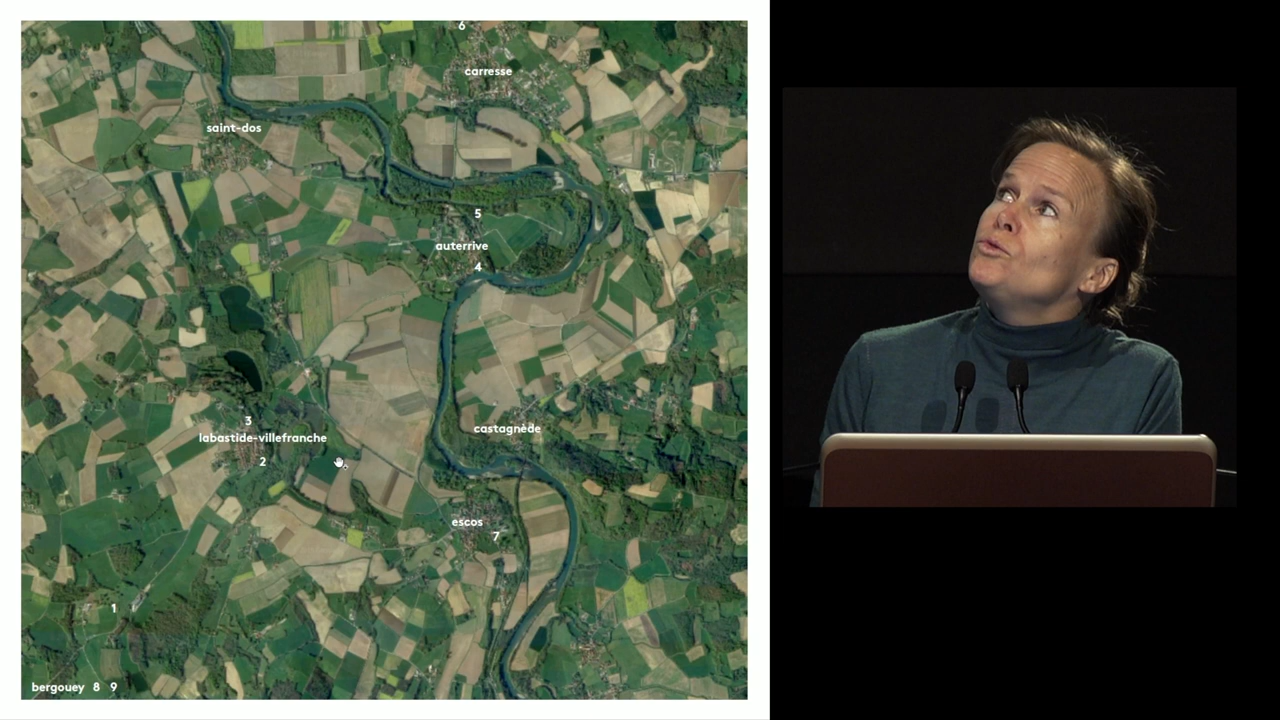 6
carresse
saint-dos
5
auterrive
4
3
labastide-villefranche
castagnède
2
escos
7
1
bergouey 8 9